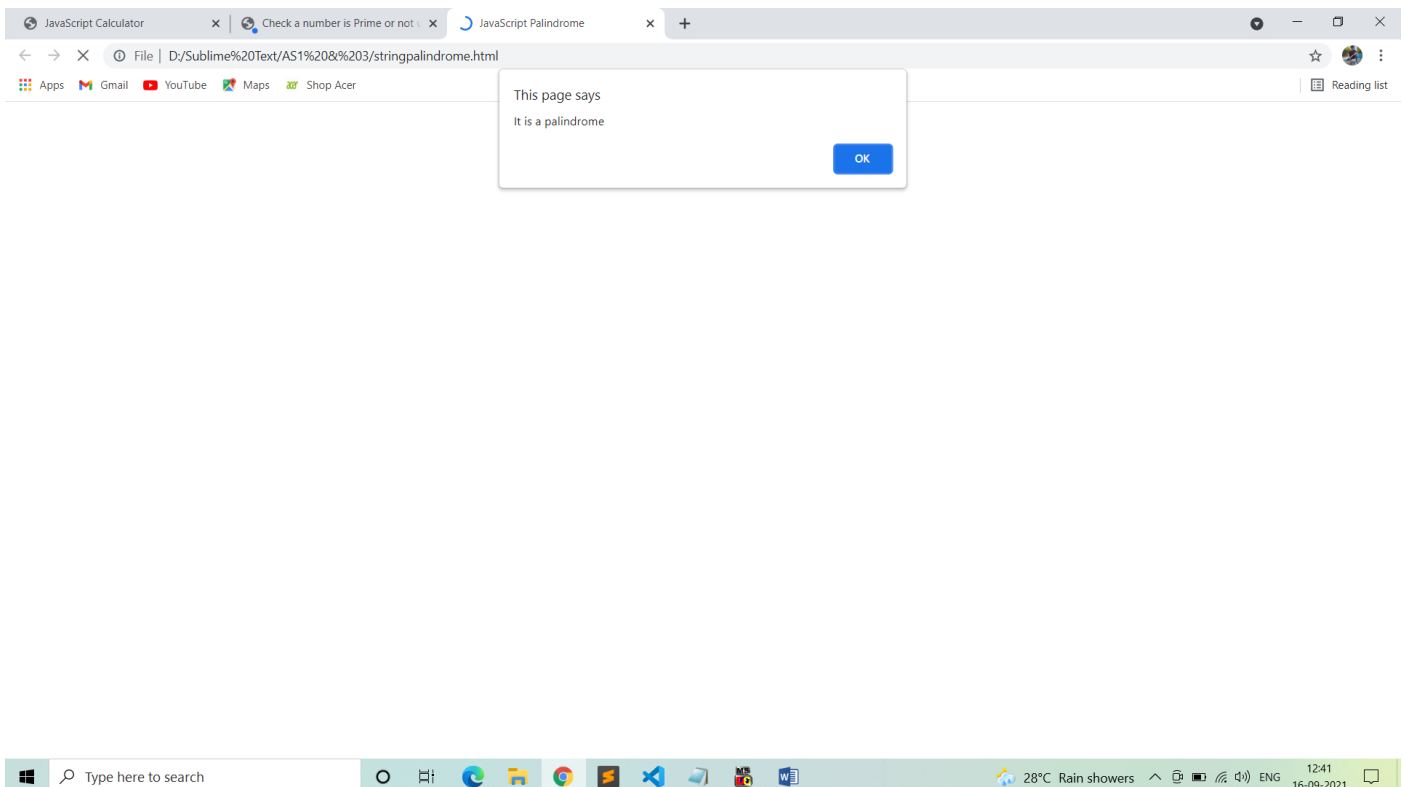 JavaScript Calculator
Check a number is Prime or not
JavaScript Palindrome
File | D:/Sublime%20Text/AS1%20&%203/stringpalindrome.html
Apps Gmail YouTube Maps Shop Acer Reading list
This page says
It is a palindrome
OK
Type here to search
28°C Rain showers ENG
12:41
16-09-2021